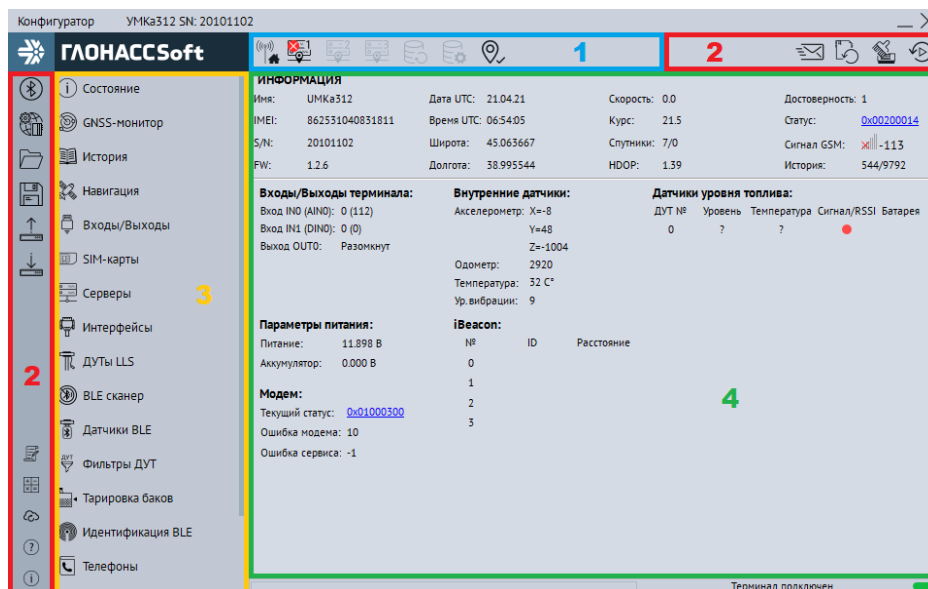 Конфигуратор УМКа312 SN: 20101102
ГЛОНАССSoft
1
2
Состояние
GNSS-монитор
История
Навигация
Входы/Выходы
SIM-карты
Серверы
3
Интерфейсы
ДУТы LLS
2
BLE сканер
Датчики BLE
Фильтры ДУТ
Тарировка баков
Идентификация BLE
Телефоны
ИНФОРМАЦИЯ
Имя: UMKa312 Дата UTC: 21.04.21 Скорость: 0.0 Достоверность: 1
IMEI: 862531040831811 Время UTC: 06:54:05 Курс: 21.5 Статус: 0x00200014
S/N: 20101102 Широта: 45.063667 Спутники: 7/0 Сигнал GSM: -113
FW: 1.2.6 Долгота: 38.995544 HDOP: 1.39 История: 544/9792
Входы/Выходы терминала:
Вход IN0 (AIN0): 0 (112)
Вход IN1 (DIN0): 0 (0)
Выход OUT0: Разомкнут
Внутренние датчики:
Акселерометр: X=-8
Y=48
Z=-1004
Одометр: 2920
Температура: 32 C°
Ур.вибрации: 9
Датчики уровня топлива:
ДУТ № Уровень Температура Сигнал/RSSI Батарея
0 ? ?
Параметры питания:
Питание: 11.898 В
Аккумулятор: 0.000 В
iBeacon:
№ ID Расстояние
0
1
2
3
Модем:
Текущий статус: 0x01000300
Ошибка модема: 10
Ошибка сервиса: -1
4
Терминал подключен